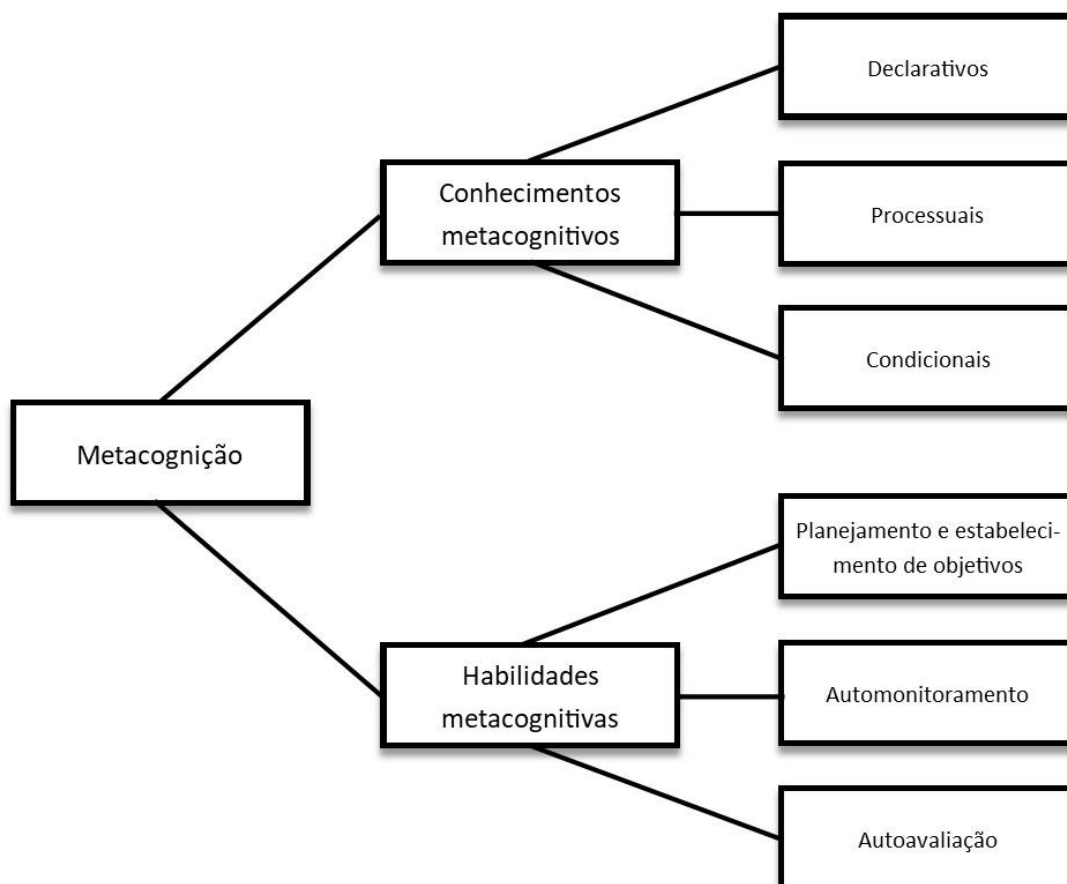 Metacognição
Conhecimentos
metacognitivos
Declarativos
Processuais
Condicionais
Habilidades
metacognitivas
Planejamento e estabeleci-
mento de objetivos
Automonitoramento
Autoavaliação